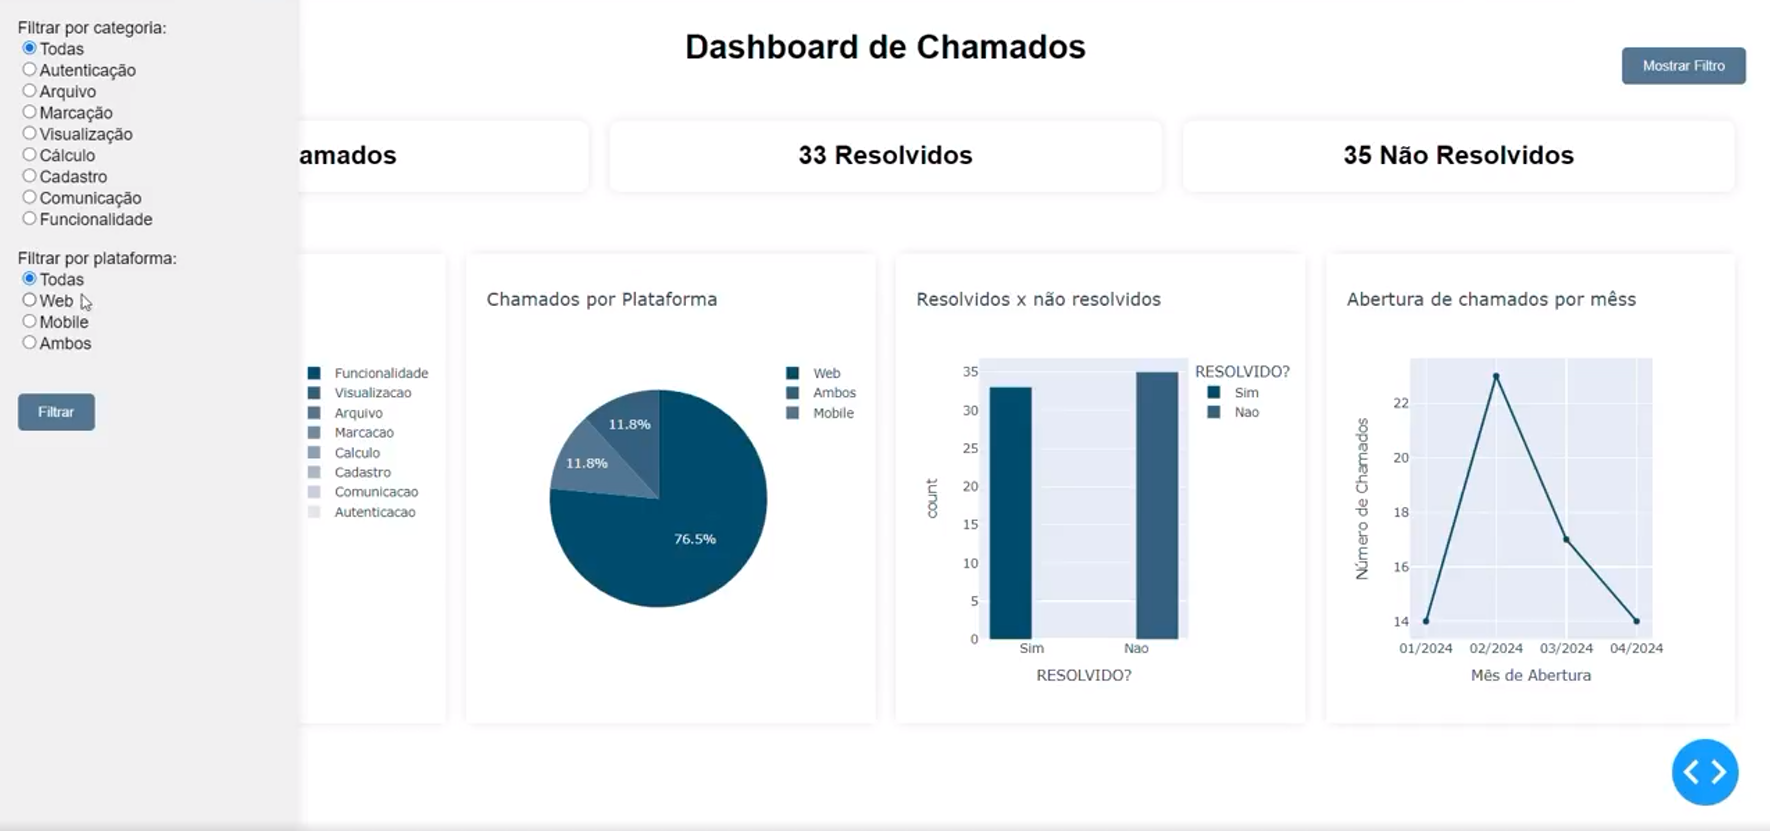 Filtrar por categoria:
Todas
Autenticação
Arquivo
Marcação
Visualização
Cálculo
Cadastro
Comunicação
Funcionalidade
Filtrar por plataforma:
Todas
Web
Mobile
Ambos
Filtrar
Dashboard de Chamados
Mostrar Filtro
amados
33 Resolvidos
35 Não Resolvidos
Funcionalidade
Visualizacao
Arquivo
Marcacao
Calculo
Cadastro
Comunicacao
Autenticacao
Chamados por Plataforma
Web
Ambos
Mobile
11.8%
11.8%
76.5%
Resolvidos x não resolvidos
RESOLVIDO?
Sim
Nao
35
30
25
20
15
10
5
0
count
Sim Nao
RESOLVIDO?
Abertura de chamados por mêss
22
20
18
16
14
Número de Chamados
01/2024 02/2024 03/2024 04/2024
Mês de Abertura